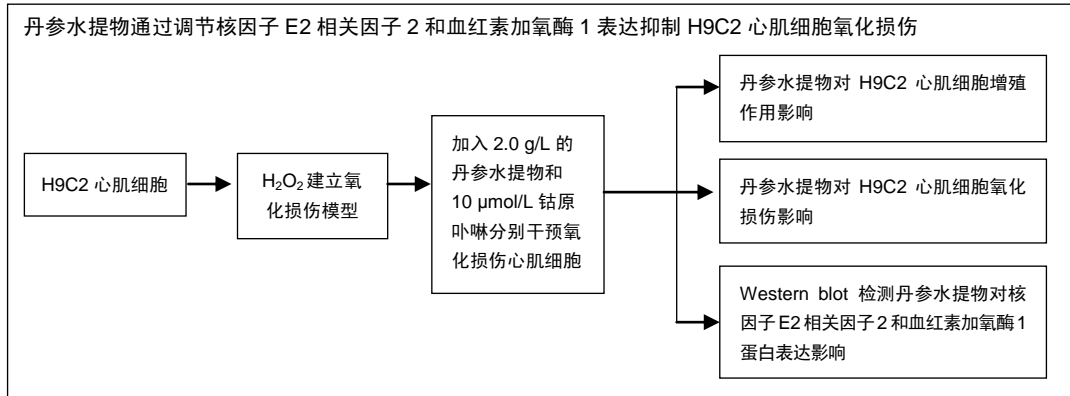 丹参水提物通过调节核因子 E2 相关因子 2 和血红素加氧酶 1 表达抑制 H9C2 心肌细胞氧化损伤
H9C2 心肌细胞
H₂O₂ 建立氧
化损伤模型
加入 2.0 g/L 的
丹参水提物和
10 μmol/L 钴原
卟啉分别干预氧
化损伤心肌细胞
丹参水提物对 H9C2 心肌细胞增殖
作用影响
丹参水提物对 H9C2 心肌细胞氧化
损伤影响
Western blot 检测丹参水提物对核
因子 E2 相关因子 2 和血红素加氧酶 1
蛋白表达影响